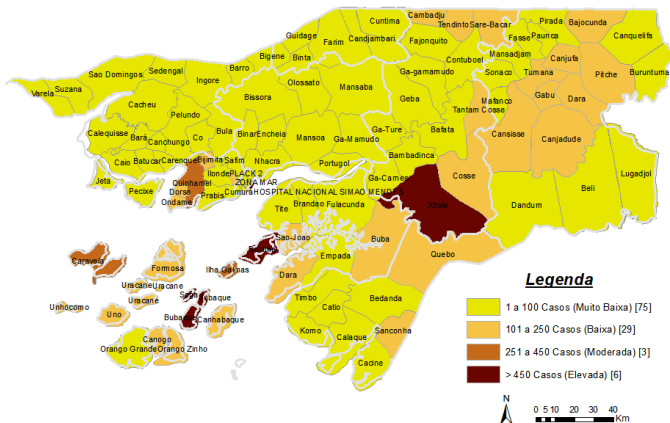 Cambadju
Tendinto
Sare-Bacar
Pirada
Bajocunda
Cuntima
Guidage
Farim
Candjambari
Fajonquito
Fasse
Paunca
Canquelifa
Bigene
Binta
Mansadjam
Contuboel
Canjufa
Barro
Sedengal
Sao Domingos
Ingore
Olossato
Ga-gamamudo
Sonaco
Tumana
Pitche
Buruntuma
Suzana
Varela
Bissora
Mansaba
Geba
Mafanco
Gabu
Dara
Cacheu
Pelundo
Tantam Cosse
Calequisse
Bará
Co
Bula
Binar
Encheia
Mansoa
Ga-Mamudo
Ga-Ture
Bafata
Cansisse
Canjadude
Canchungo
Caio
Batucar
Carenque
Bijimita
Safim
Nhacra
Portugol
Bambadinca
Jeta
Pecixe
Quinhamel
Ilonde
PLACK 2
ZONA MAR
Dorse
Ondame
Prabis
Cumura
HOSPITAL NACIONAL SIMAO MENDES
Ga-Carnes
Cosse
Xitole
Dandum
Beli
Lugadjol
Tite
Brandao
Fulacunda
Sao-Joao
Buba
Quebo
Empada
Caravela
Formosa
Ilha Galinas
Dara
Uracane
Uracane
Uracane
Unhocomo
Uno
Bubaque
Canhabaque
Timbo
Catio
Bedanda
Canogo
Orango Grande
Orango Zinho
Komo
Calaque
Sanconha
Cacine
Legenda
1 a 100 Casos (Muito Baixa) [75]
101 a 250 Casos (Baixa) [29]
251 a 450 Casos (Moderada) [3]
> 450 Casos (Elevada) [6]
N
0 5 10 20 30 40
Km